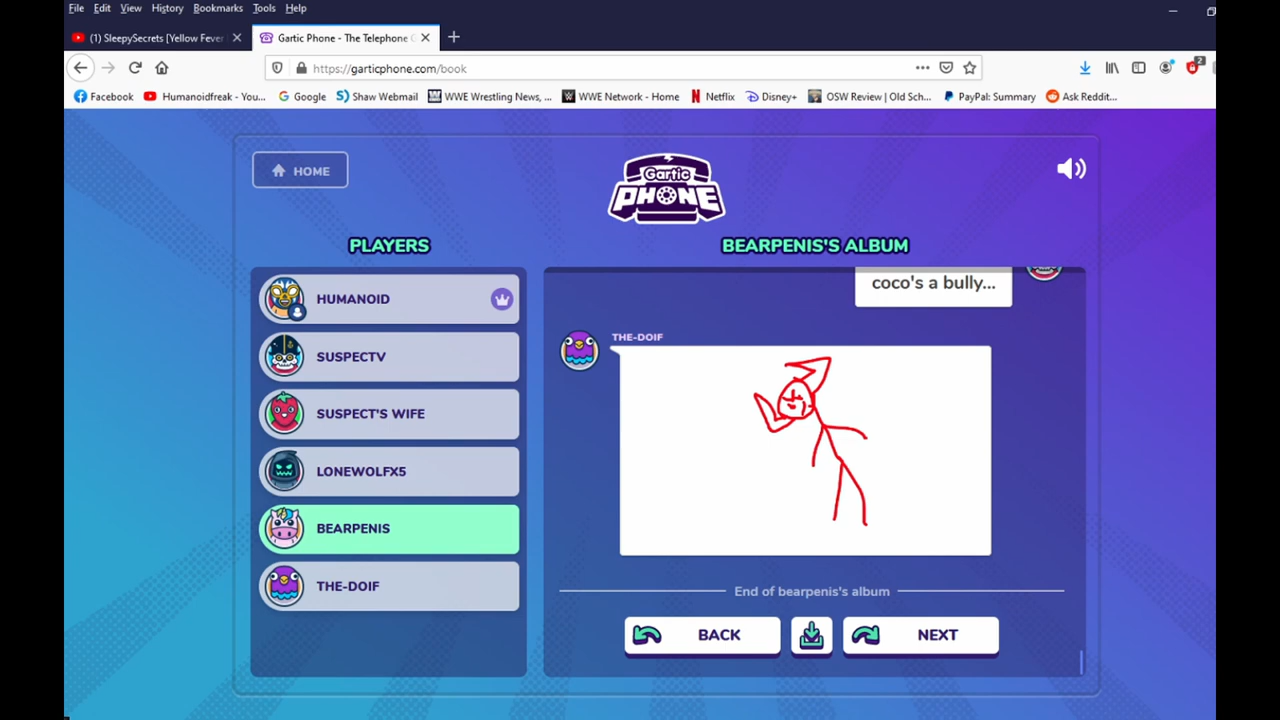 File Edit View History Bookmarks Tools Help
(1) SleepySecrets [Yellow Fever
Gartic Phone - The Telephone G
https://garticphone.com/book
Facebook Humanoidfreak - You... Google Shaw Webmail WWE Wrestling News, ... WWE Network - Home Netflix Disney+ OSW Review | Old Sch... PayPal: Summary Ask Reddit...
2
HOME
Gartic
PHONE
PLAYERS
HUMANOID
SUSPECTV
SUSPECT'S WIFE
LONEWOLFX5
BEARPENIS
THE-DOIF
BEARPENIS'S ALBUM
coco's a bully...
THE-DOIF
End of bearpenis's album
BACK
NEXT